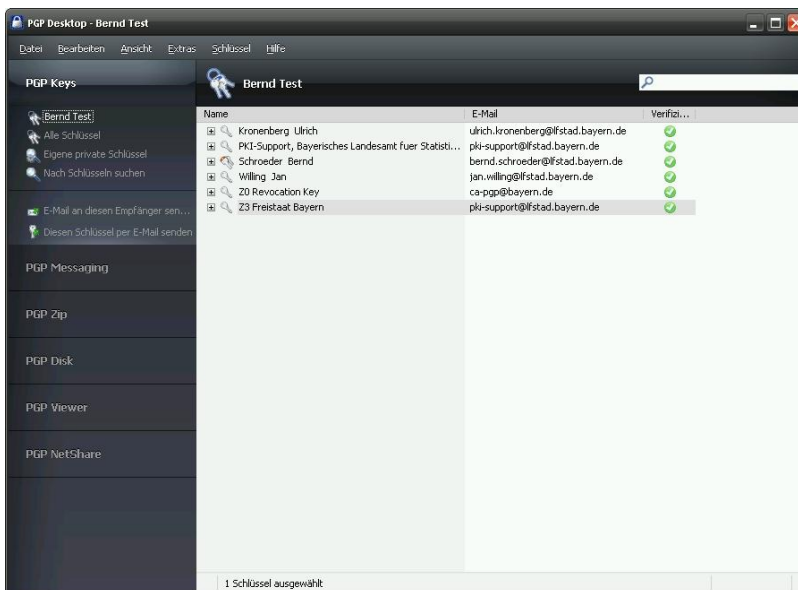 PGP Desktop - Bernd Test
Datei Bearbeiten Ansicht Extras Schlüssel Hilfe
PGP Keys
Bernd Test
Alle Schlüssel
Eigene private Schlüssel
Nach Schlüsseln suchen
E-Mail an diesen Empfänger sen...
Diesen Schlüssel per E-Mail senden
PGP Messaging
PGP Zip
PGP Disk
PGP Viewer
PGP NetShare
Bernd Test
Name E-Mail Verifizi...
Kronenberg Ulrich ulrich.kronenberg@lfstad.bayern.de
PKI-Support, Bayerisches Landesamt fuer Statisti... pki-support@lfstad.bayern.de
Schroeder Bernd bernd.schroeder@lfstad.bayern.de
Willing Jan jan.willing@lfstad.bayern.de
Z0 Revocation Key ca-pgp@bayern.de
Z3 Freistaat Bayern pki-support@lfstad.bayern.de
1 Schlüssel ausgewählt